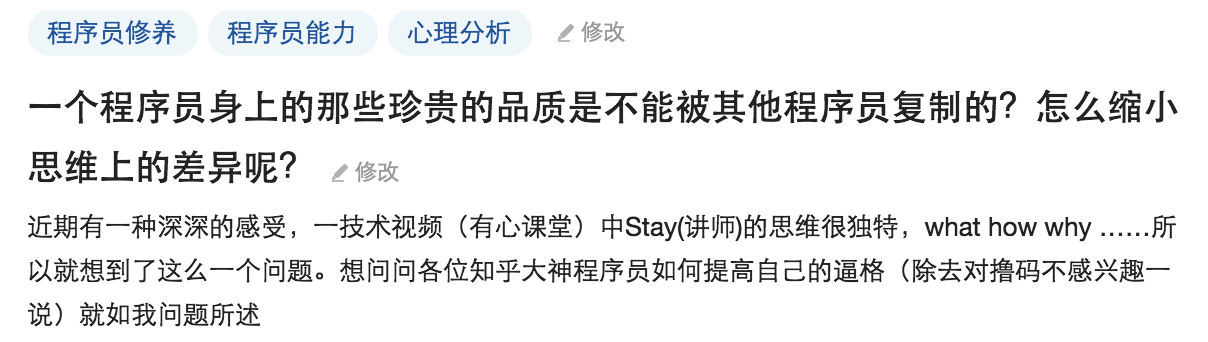 程序员修养 程序员能力 心理分析 修改
一个程序员身上的那些珍贵的品质是不能被其他程序员复制的？怎么缩小
思维上的差异呢？ 修改
近期有一种深深的感受，一技术视频（有心课堂）中Stay(讲师)的思维很独特，what how why ……所
以就想到了这么一个问题。想问问各位知乎大神程序员如何提高自己的逼格（除去对撸码不感兴趣一
说）就如我问题所述